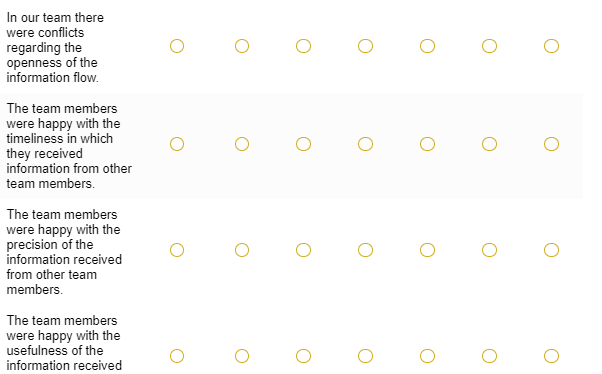 In our team there
were conflicts
regarding the
openness of the
information flow.
The team members
were happy with the
timeliness in which
they received
information from other
team members.
The team members
were happy with the
precision of the
information received
from other team
members.
The team members
were happy with the
usefulness of the
information received